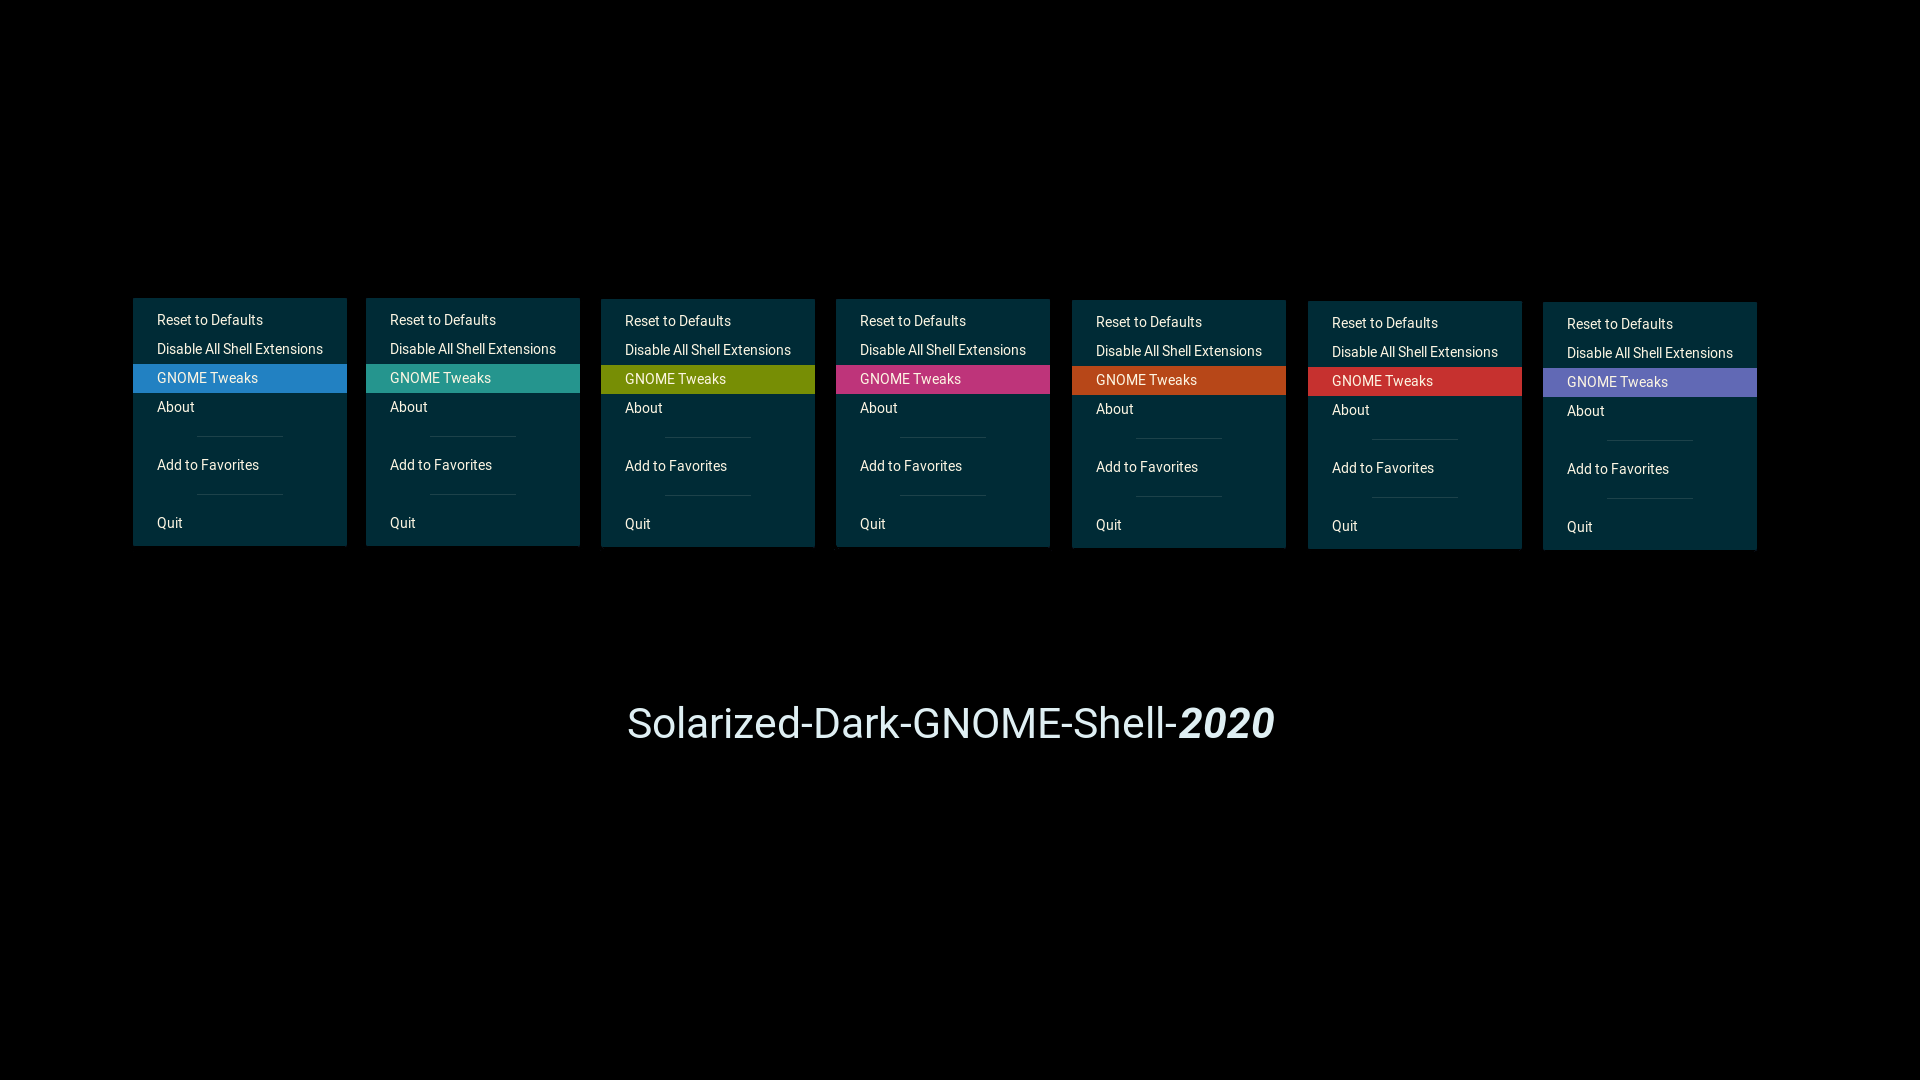 Reset to Defaults
Disable All Shell Extensions
GNOME Tweaks
About
Add to Favorites
Quit
Reset to Defaults
Disable All Shell Extensions
GNOME Tweaks
About
Add to Favorites
Quit
Reset to Defaults
Disable All Shell Extensions
GNOME Tweaks
About
Add to Favorites
Quit
Reset to Defaults
Disable All Shell Extensions
GNOME Tweaks
About
Add to Favorites
Quit
Reset to Defaults
Disable All Shell Extensions
GNOME Tweaks
About
Add to Favorites
Quit
Reset to Defaults
Disable All Shell Extensions
GNOME Tweaks
About
Add to Favorites
Quit
Reset to Defaults
Disable All Shell Extensions
GNOME Tweaks
About
Add to Favorites
Quit
Solarized-Dark-GNOME-Shell-2020